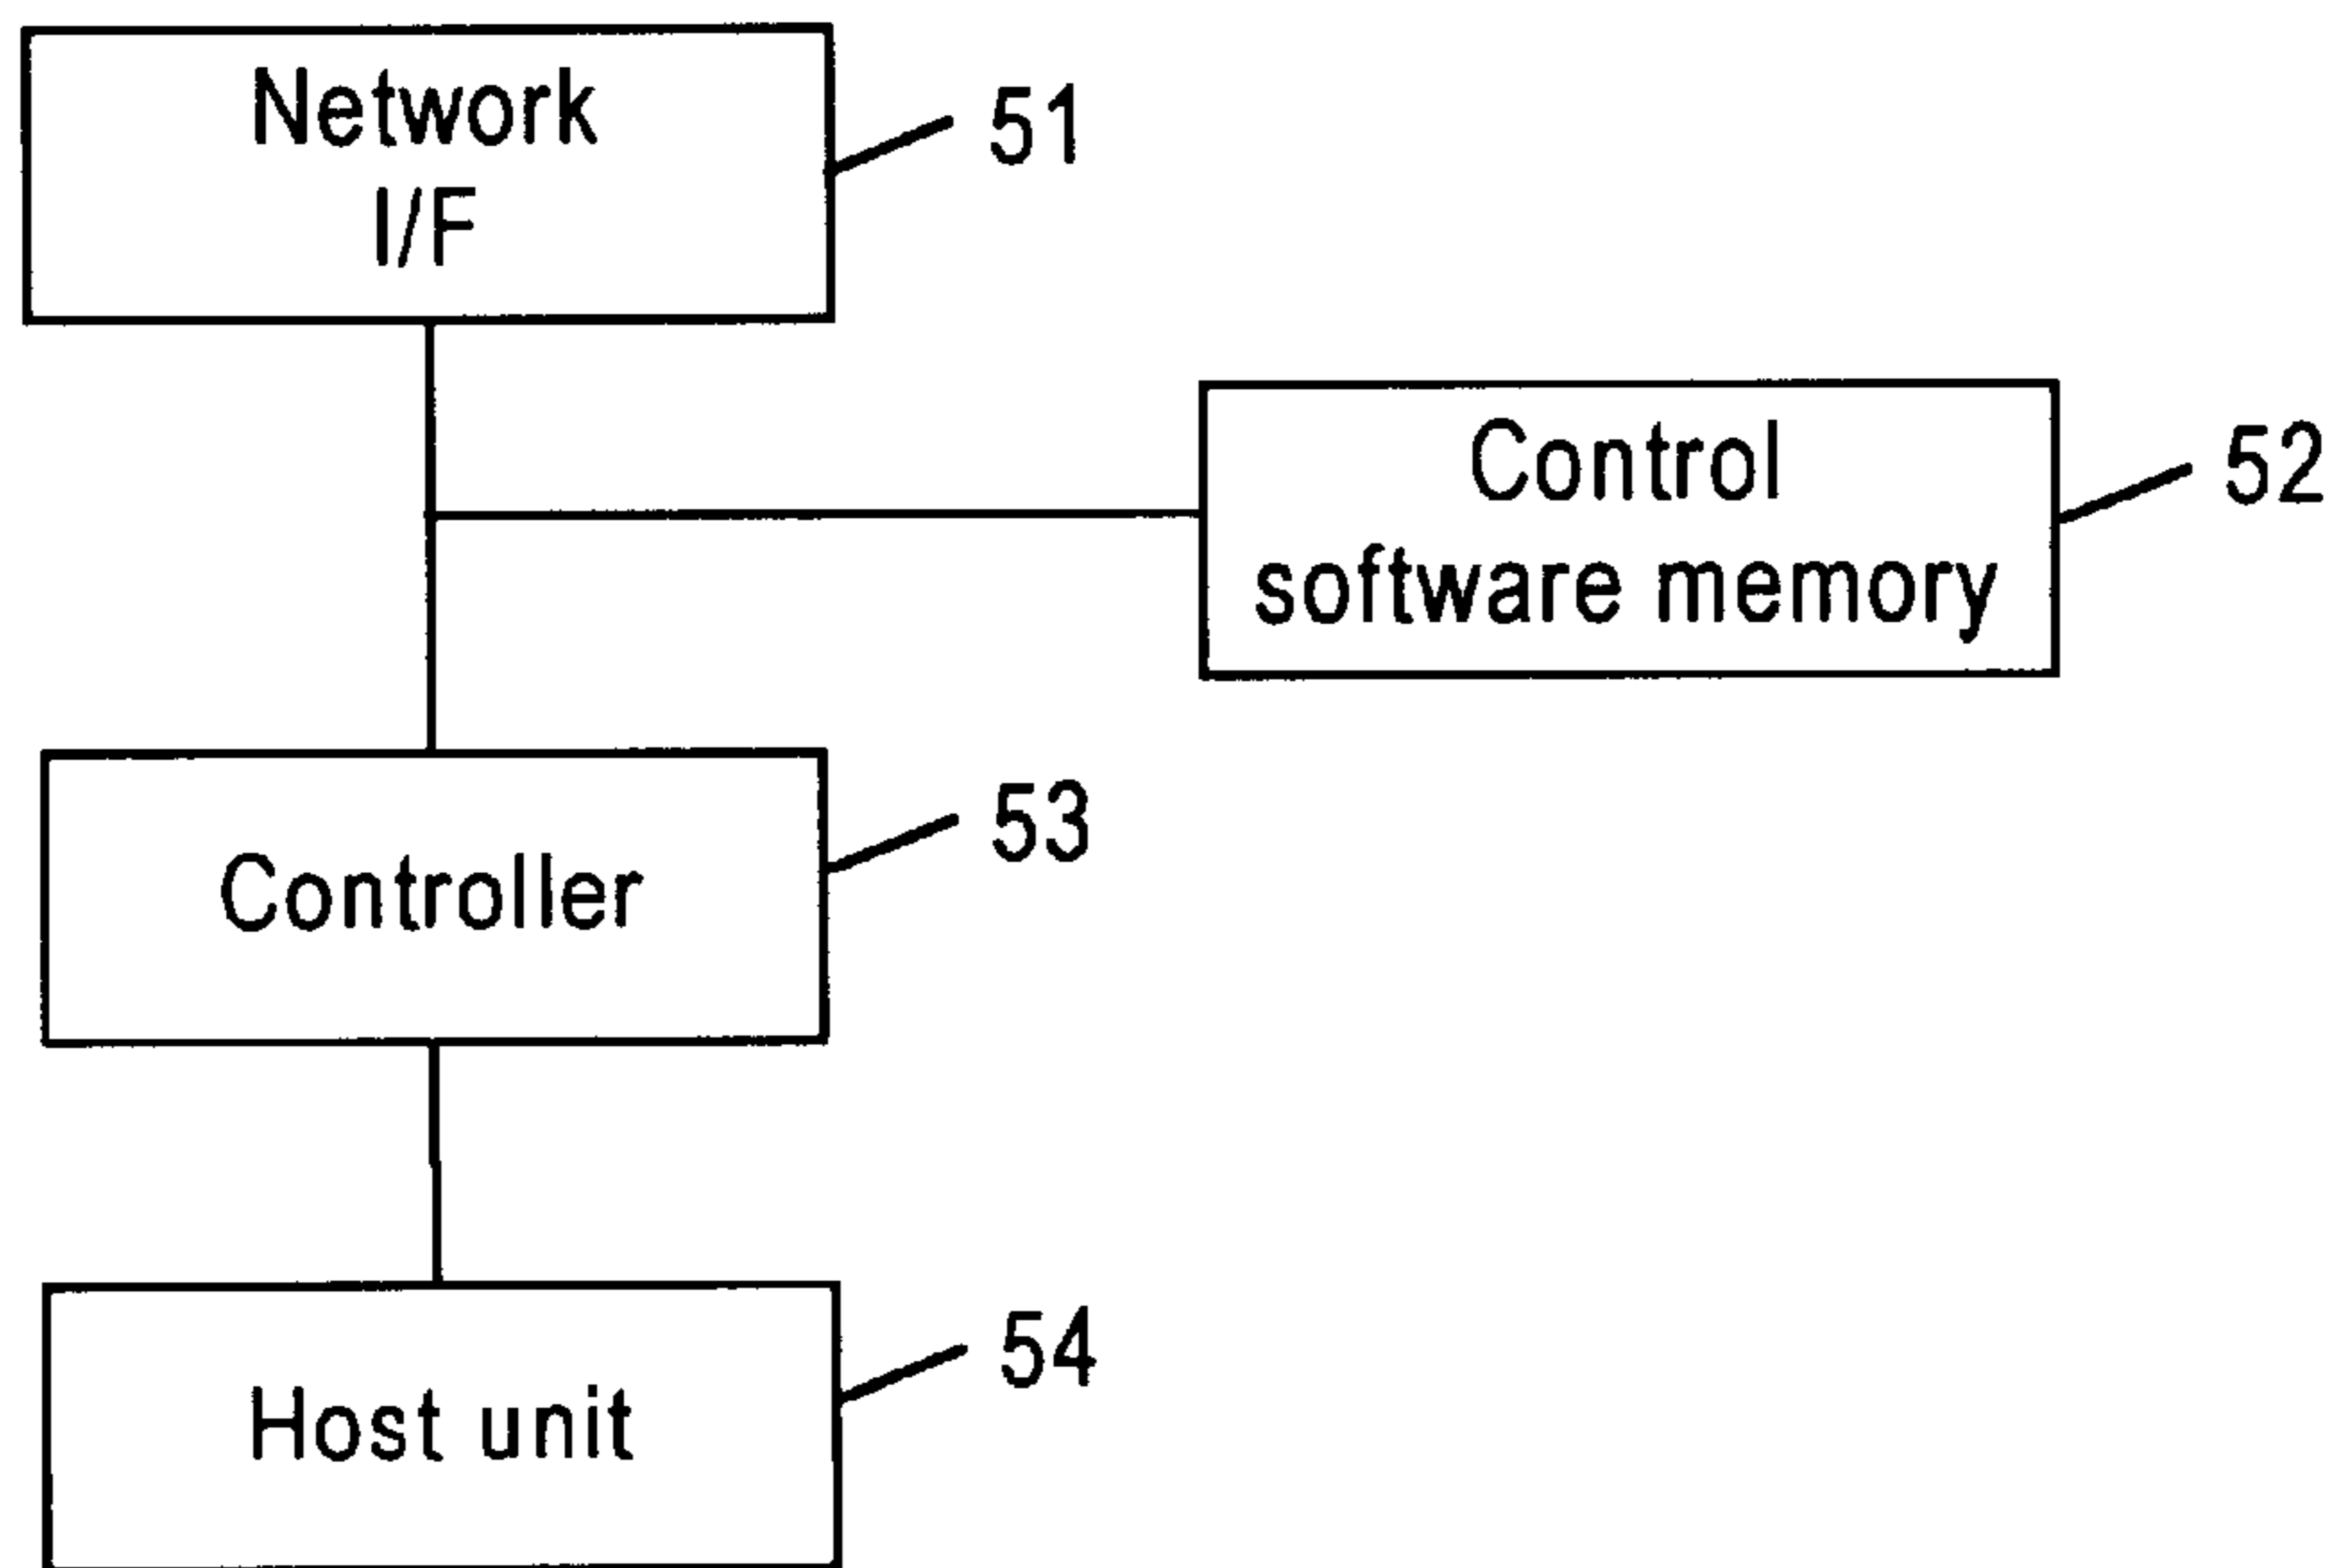 Network
I/F
51
Control
software memory
52
Controller
53
Host unit
54